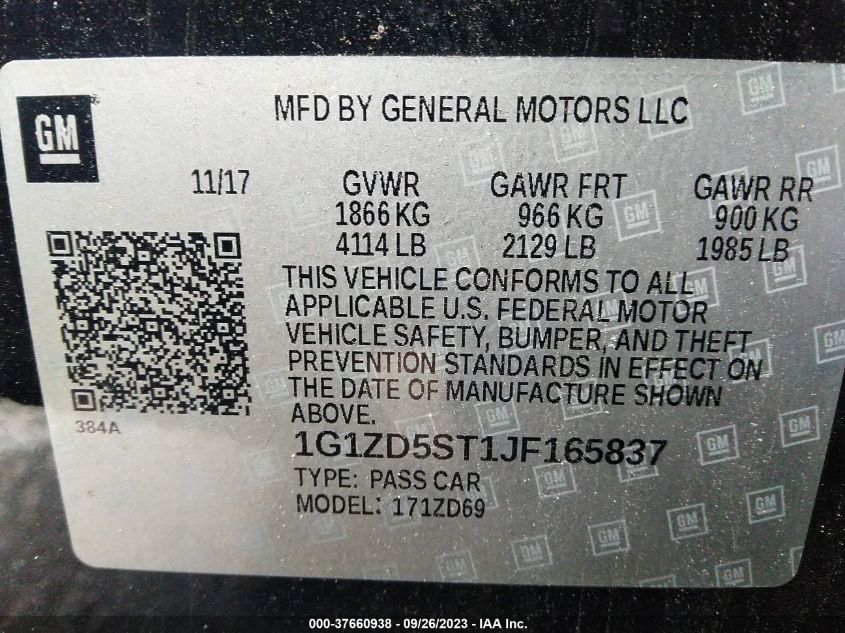 GM
MFD BY GENERAL MOTORS LLC
11/17 GVWR GAWR FRT GAWR RR
1866 KG 966 KG 900 KG
4114 LB 2129 LB 1985 LB
THIS VEHICLE CONFORMS TO ALL
APPLICABLE U.S. FEDERAL MOTOR
VEHICLE SAFETY, BUMPER, AND THEFT
PREVENTION STANDARDS IN EFFECT ON
THE DATE OF MANUFACTURE SHOWN
ABOVE.
384A
1G1ZD5ST1JF165837
TYPE: PASS CAR
MODEL: 171ZD69
000-37660938 - 09/26/2023 - IAA Inc.